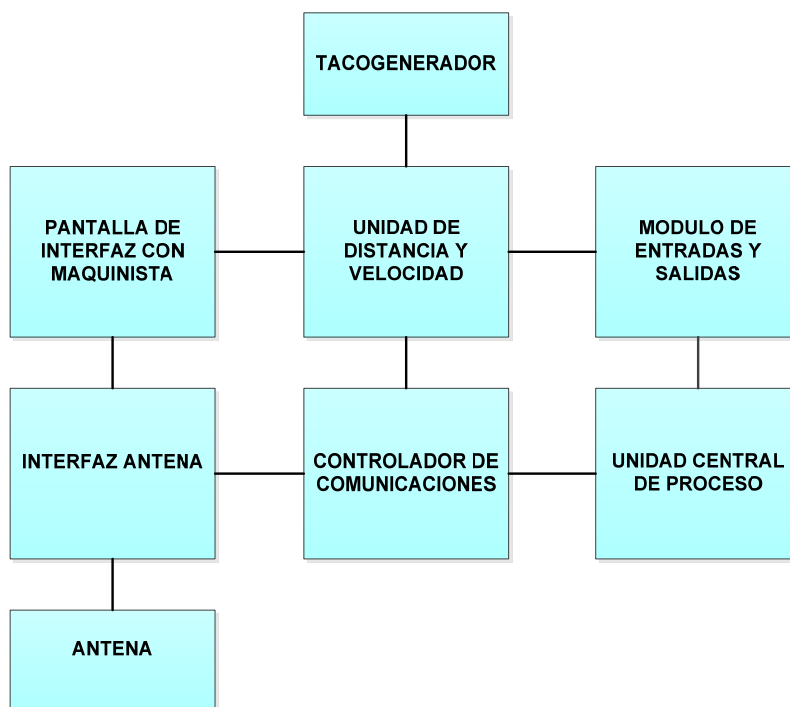 TACOGENERADOR
PANTALLA DE
INTERFAZ CON
MAQUINISTA
UNIDAD DE
DISTANCIA Y
VELOCIDAD
MODULO DE
ENTRADAS Y
SALIDAS
INTERFAZ ANTENA
CONTROLADOR DE
COMUNICACIONES
UNIDAD CENTRAL
DE PROCESO
ANTENA